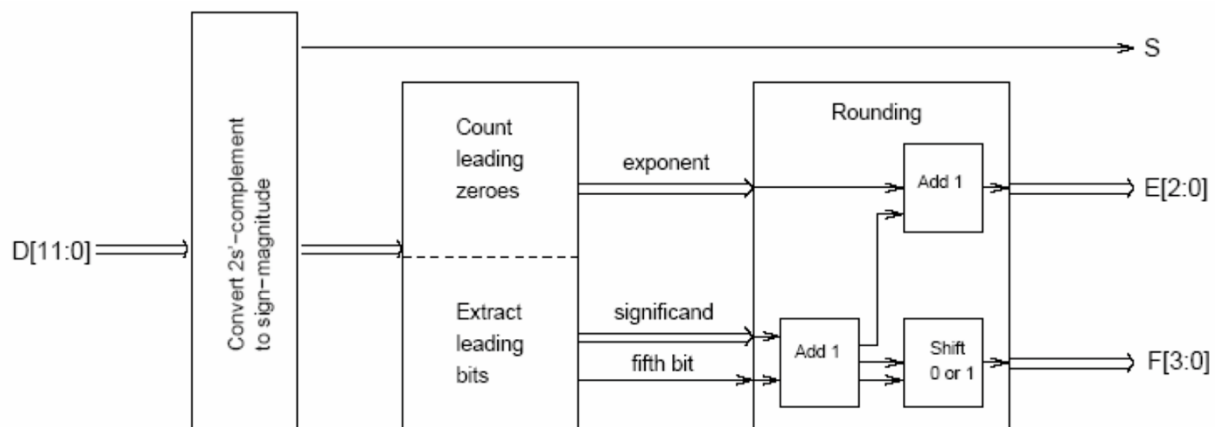 S
Rounding
Count
leading
zeroes
exponent
Add 1
E[2:0]
D[11:0]
Convert 2s'−complement
to sign−magnitude
Extract
leading
bits
significand
fifth bit
Add 1
Shift
0 or 1
F[3:0]